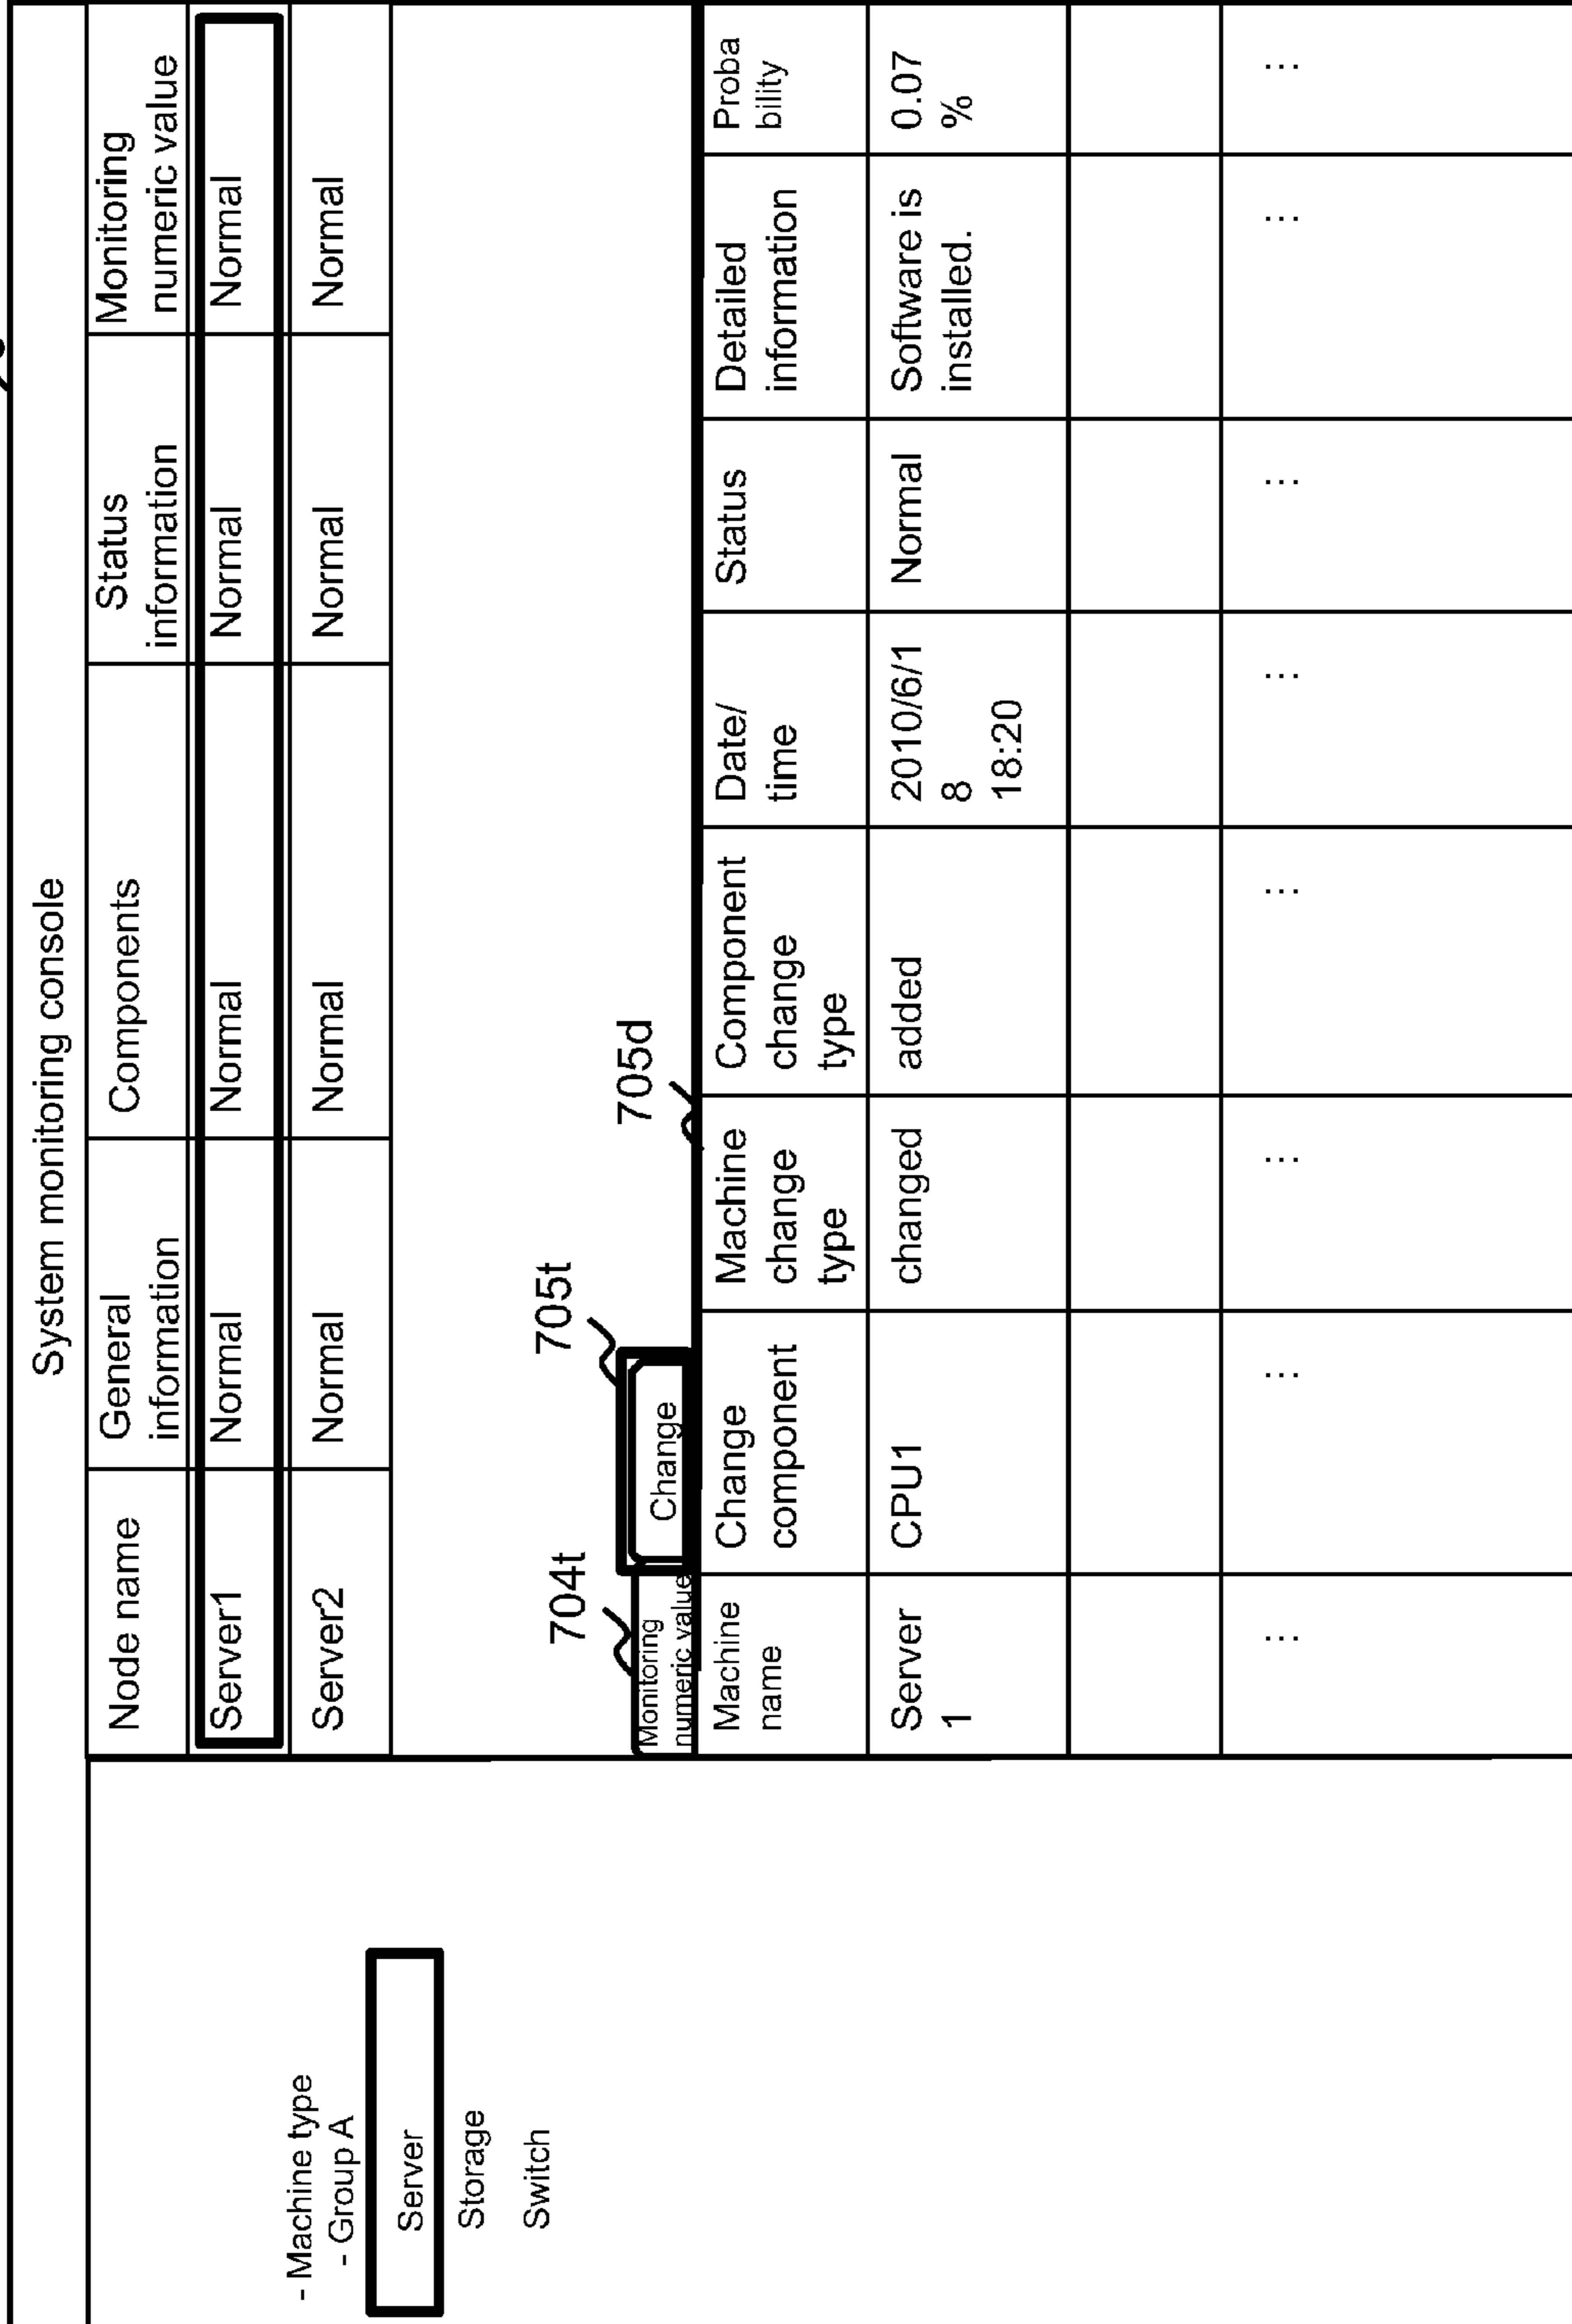 System monitoring console
- Machine type
- Group A
Server
Storage
Switch
Node name
General
information
Components
Status
information
Monitoring
numeric value
Server1
Normal
Normal
Normal
Normal
Server2
Normal
Normal
Normal
Normal
704t
705t
705d
Monitoring
numeric value
Change
Machine
name
Change
component
Machine
change
type
Component
change
type
Date/
time
Status
Detailed
information
Proba
bility
Server
1
CPU1
changed
added
2010/6/1
8
18:20
Normal
Software is
installed.
0.07
%
...
...
...
...
...
...
...
...